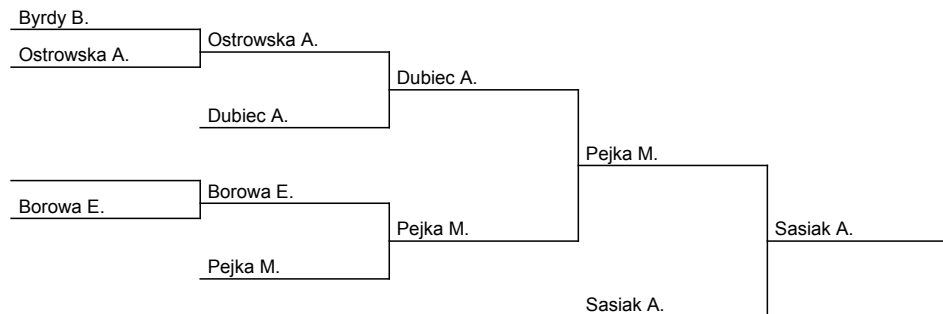 Byrdy B.
Ostrowska A.
Ostrowska A.
Dubiec A.
Dubiec A.
Pejka M.
Borowa E.
Borowa E.
Pejka M.
Sasiak A.
Pejka M.
Sasiak A.